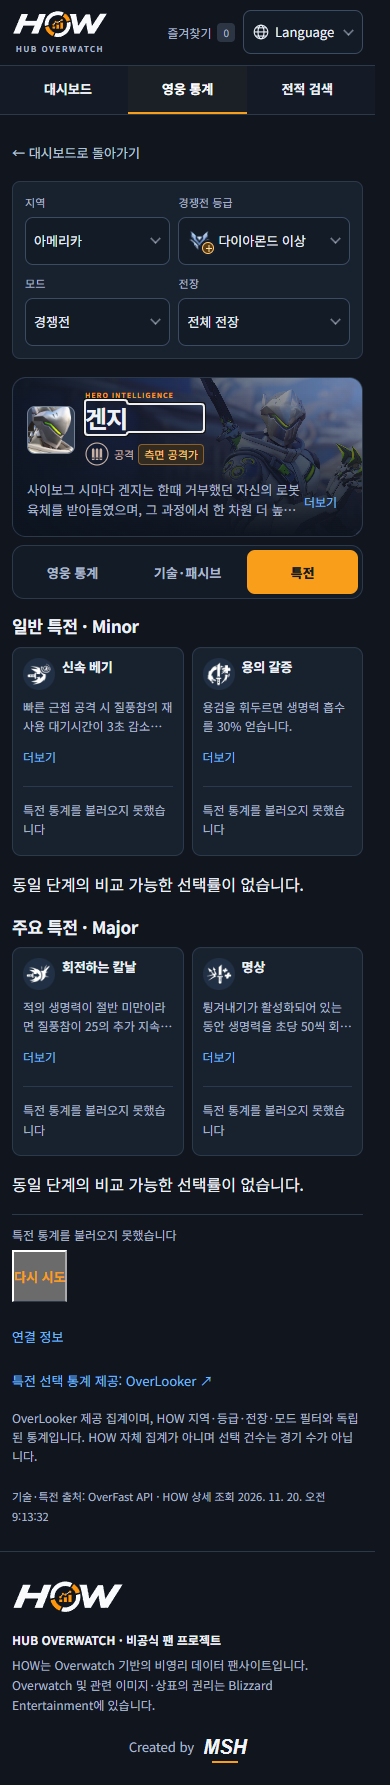 HOW
HUB OVERWATCH
즐겨찾기 0
Language
대시보드
영웅 통계
전적 검색
← 대시보드로 돌아가기
지역
경쟁전 등급
아메리카
다이아몬드 이상
모드
전장
경쟁전
전체 전장
HERO INTELLIGENCE
겐지
공격 측면 공격가
사이보그 시마다 겐지는 한때 거부했던 자신의 로봇
육체를 받아들였으며, 그 과정에서 한 차원 더 높…
더보기
영웅 통계
기술·패시브
특전
일반 특전 · Minor
신속 베기
빠른 근접 공격 시 질풍참의 재
사용 대기시간이 3초 감소…
더보기
특전 통계를 불러오지 못했습
니다
용의 갈증
용검을 휘두르면 생명력 흡수
를 30% 얻습니다.
더보기
특전 통계를 불러오지 못했습
니다
동일 단계의 비교 가능한 선택률이 없습니다.
주요 특전 · Major
회전하는 칼날
적의 생명력이 절반 미만이라
면 질풍참이 25의 추가 지속…
더보기
특전 통계를 불러오지 못했습
니다
명상
튕겨내기가 활성화되어 있는
동안 생명력을 초당 50씩 회…
더보기
특전 통계를 불러오지 못했습
니다
동일 단계의 비교 가능한 선택률이 없습니다.
특전 통계를 불러오지 못했습니다
다시 시도
연결 정보
특전 선택 통계 제공: OverLooker ↗
OverLooker 제공 집계이며, HOW 지역·등급·전장·모드 필터와 독립
된 통계입니다. HOW 자체 집계가 아니며 선택 건수는 경기 수가 아닙
니다.
기술·특전 출처: OverFast API · HOW 상세 조회 2026. 11. 20. 오전
9:13:32
HOW
HUB OVERWATCH · 비공식 팬 프로젝트
HOW는 Overwatch 기반의 비영리 데이터 팬사이트입니다.
Overwatch 및 관련 이미지·상표의 권리는 Blizzard
Entertainment에 있습니다.
Created by MSH